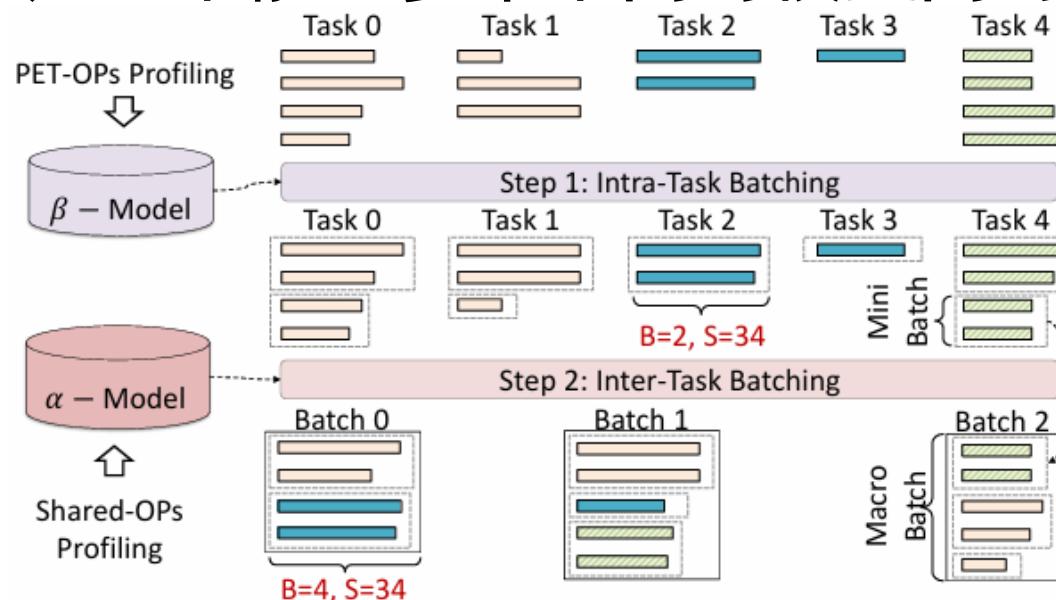 Task 0 Task 1 Task 2 Task 3 Task 4
PET-OPs Profiling
β − Model
Step 1: Intra-Task Batching
Task 0 Task 1 Task 2 Task 3 Task 4
Mini
Batch
B=2, S=34
α − Model
Step 2: Inter-Task Batching
Batch 0 Batch 1 Batch 2
Shared-OPs
Profiling
Macro
Batch
B=4, S=34